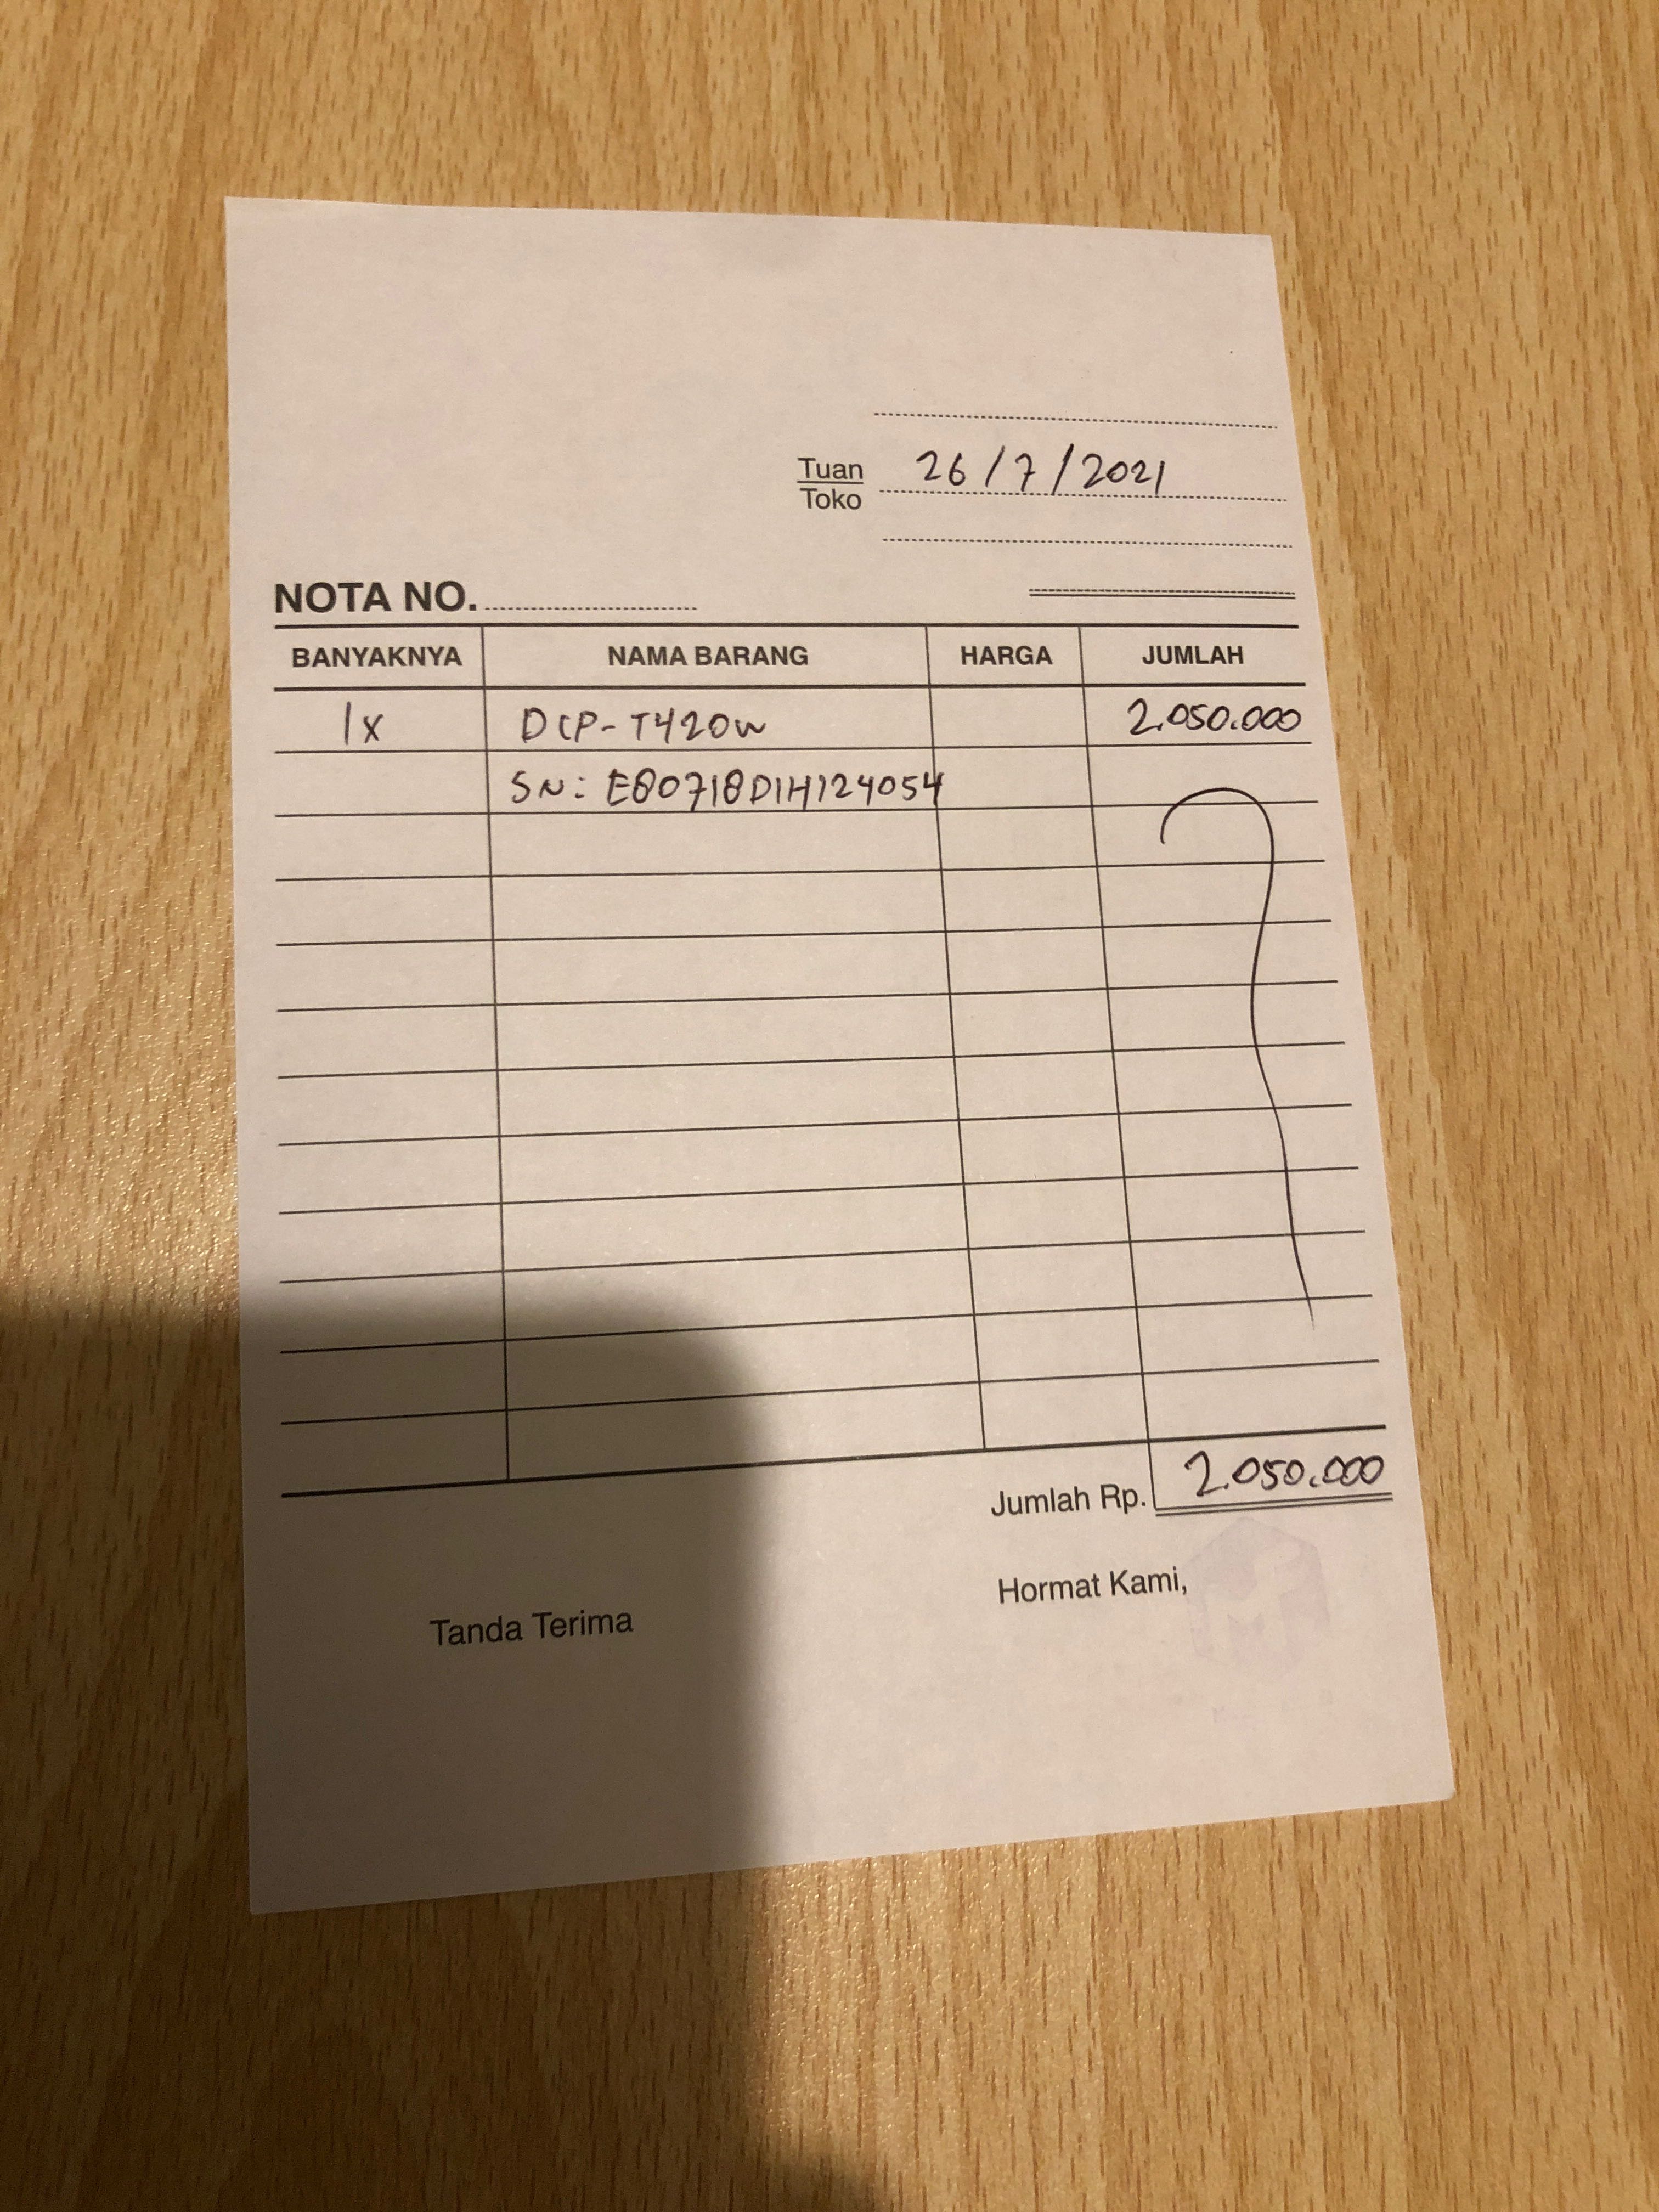 Tuan 26/7/2021
Toko
NOTA NO.
BANYAKNYA NAMA BARANG HARGA JUMLAH
1x DCP-T420W 2.050.000
SN: E80718D1H124054
Jumlah Rp. 2.050.000
Tanda Terima Hormat Kami,